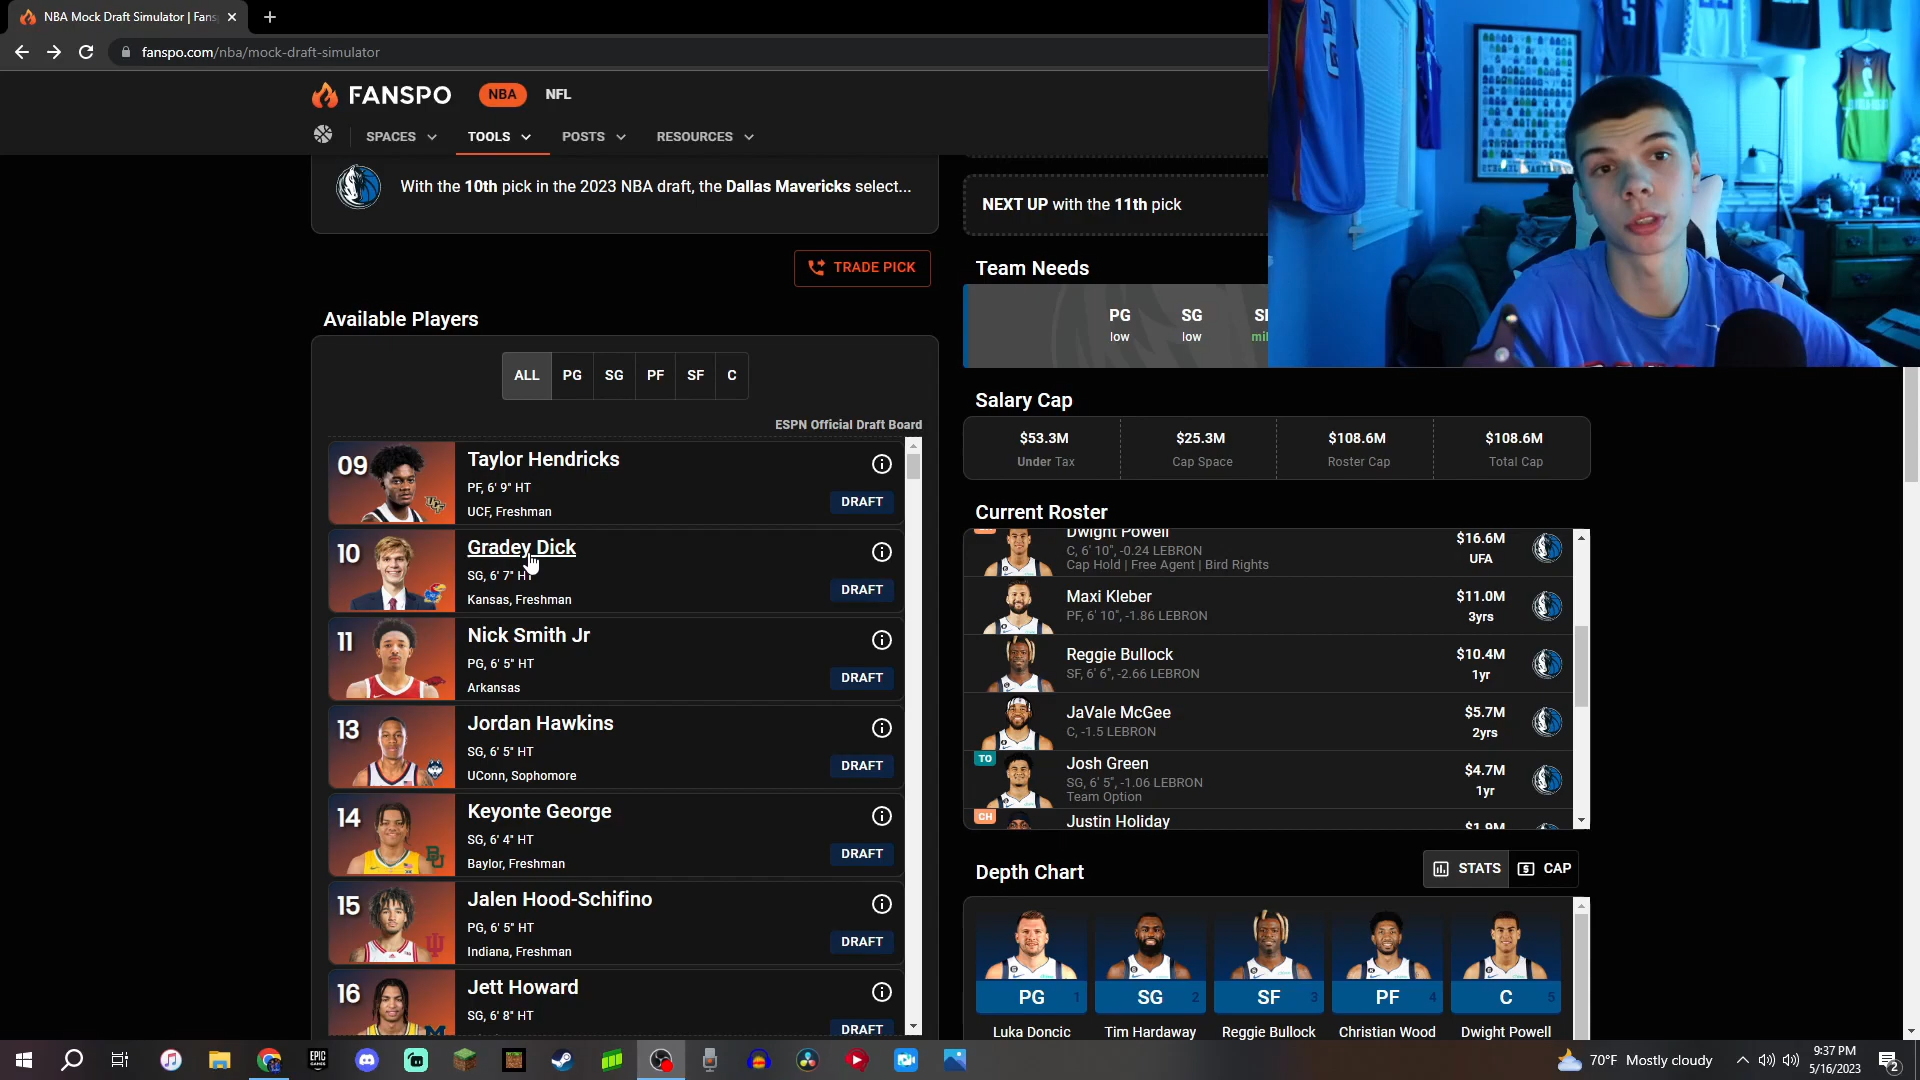 NBA Mock Draft Simulator | Fans
fanspo.com/nba/mock-draft-simulator
FANSPO
NBA
NFL
SPACES
TOOLS
POSTS
RESOURCES
With the 10th pick in the 2023 NBA draft, the Dallas Mavericks select...
TRADE PICK
Available Players
ALL
PG
SG
PF
SF
C
ESPN Official Draft Board
09
Taylor Hendricks
PF, 6' 9" HT
UCF, Freshman
DRAFT
10
Gradey Dick
SG, 6' 7" HT
Kansas, Freshman
DRAFT
11
Nick Smith Jr
PG, 6' 5" HT
Arkansas
DRAFT
13
Jordan Hawkins
SG, 6' 5" HT
UConn, Sophomore
DRAFT
14
Keyonte George
SG, 6' 4" HT
Baylor, Freshman
DRAFT
15
Jalen Hood-Schifino
PG, 6' 5" HT
Indiana, Freshman
DRAFT
16
Jett Howard
SG, 6' 8" HT
DRAFT
NEXT UP with the 11th pick
Team Needs
PG
low
SG
low
Salary Cap
$53.3M
Under Tax
$25.3M
Cap Space
$108.6M
Roster Cap
$108.6M
Total Cap
Current Roster
Dwight Powell
C, 6' 10", -0.24 LEBRON
Cap Hold | Free Agent | Bird Rights
$16.6M
UFA
Maxi Kleber
PF, 6' 10", -1.86 LEBRON
$11.0M
3yrs
Reggie Bullock
SF, 6' 6", -2.66 LEBRON
$10.4M
1yr
JaVale McGee
C, -1.5 LEBRON
$5.7M
2yrs
TO
Josh Green
SG, 6' 5", -1.06 LEBRON
Team Option
$4.7M
1yr
CH
Justin Holiday
$1.9M
Depth Chart
STATS
CAP
PG 1
SG 2
SF 3
PF 4
C 5
Luka Doncic
Tim Hardaway
Reggie Bullock
Christian Wood
Dwight Powell
EPIC GAMES
70°F Mostly cloudy
9:37 PM
5/16/2023
2